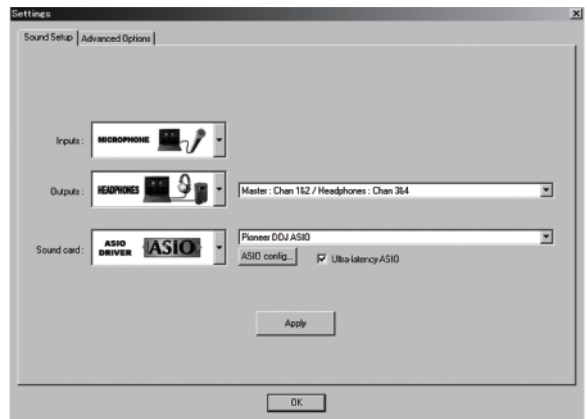 Settings
Sound Setup Advanced Options
Inputs : MICROPHONE
Outputs : HEADPHONES Master : Chan 1&2 / Headphones : Chan 3&4
Sound card : ASIO DRIVER ASIO Pioneer DDJ ASIO
ASIO config... Ultra-latency ASIO
Apply
OK